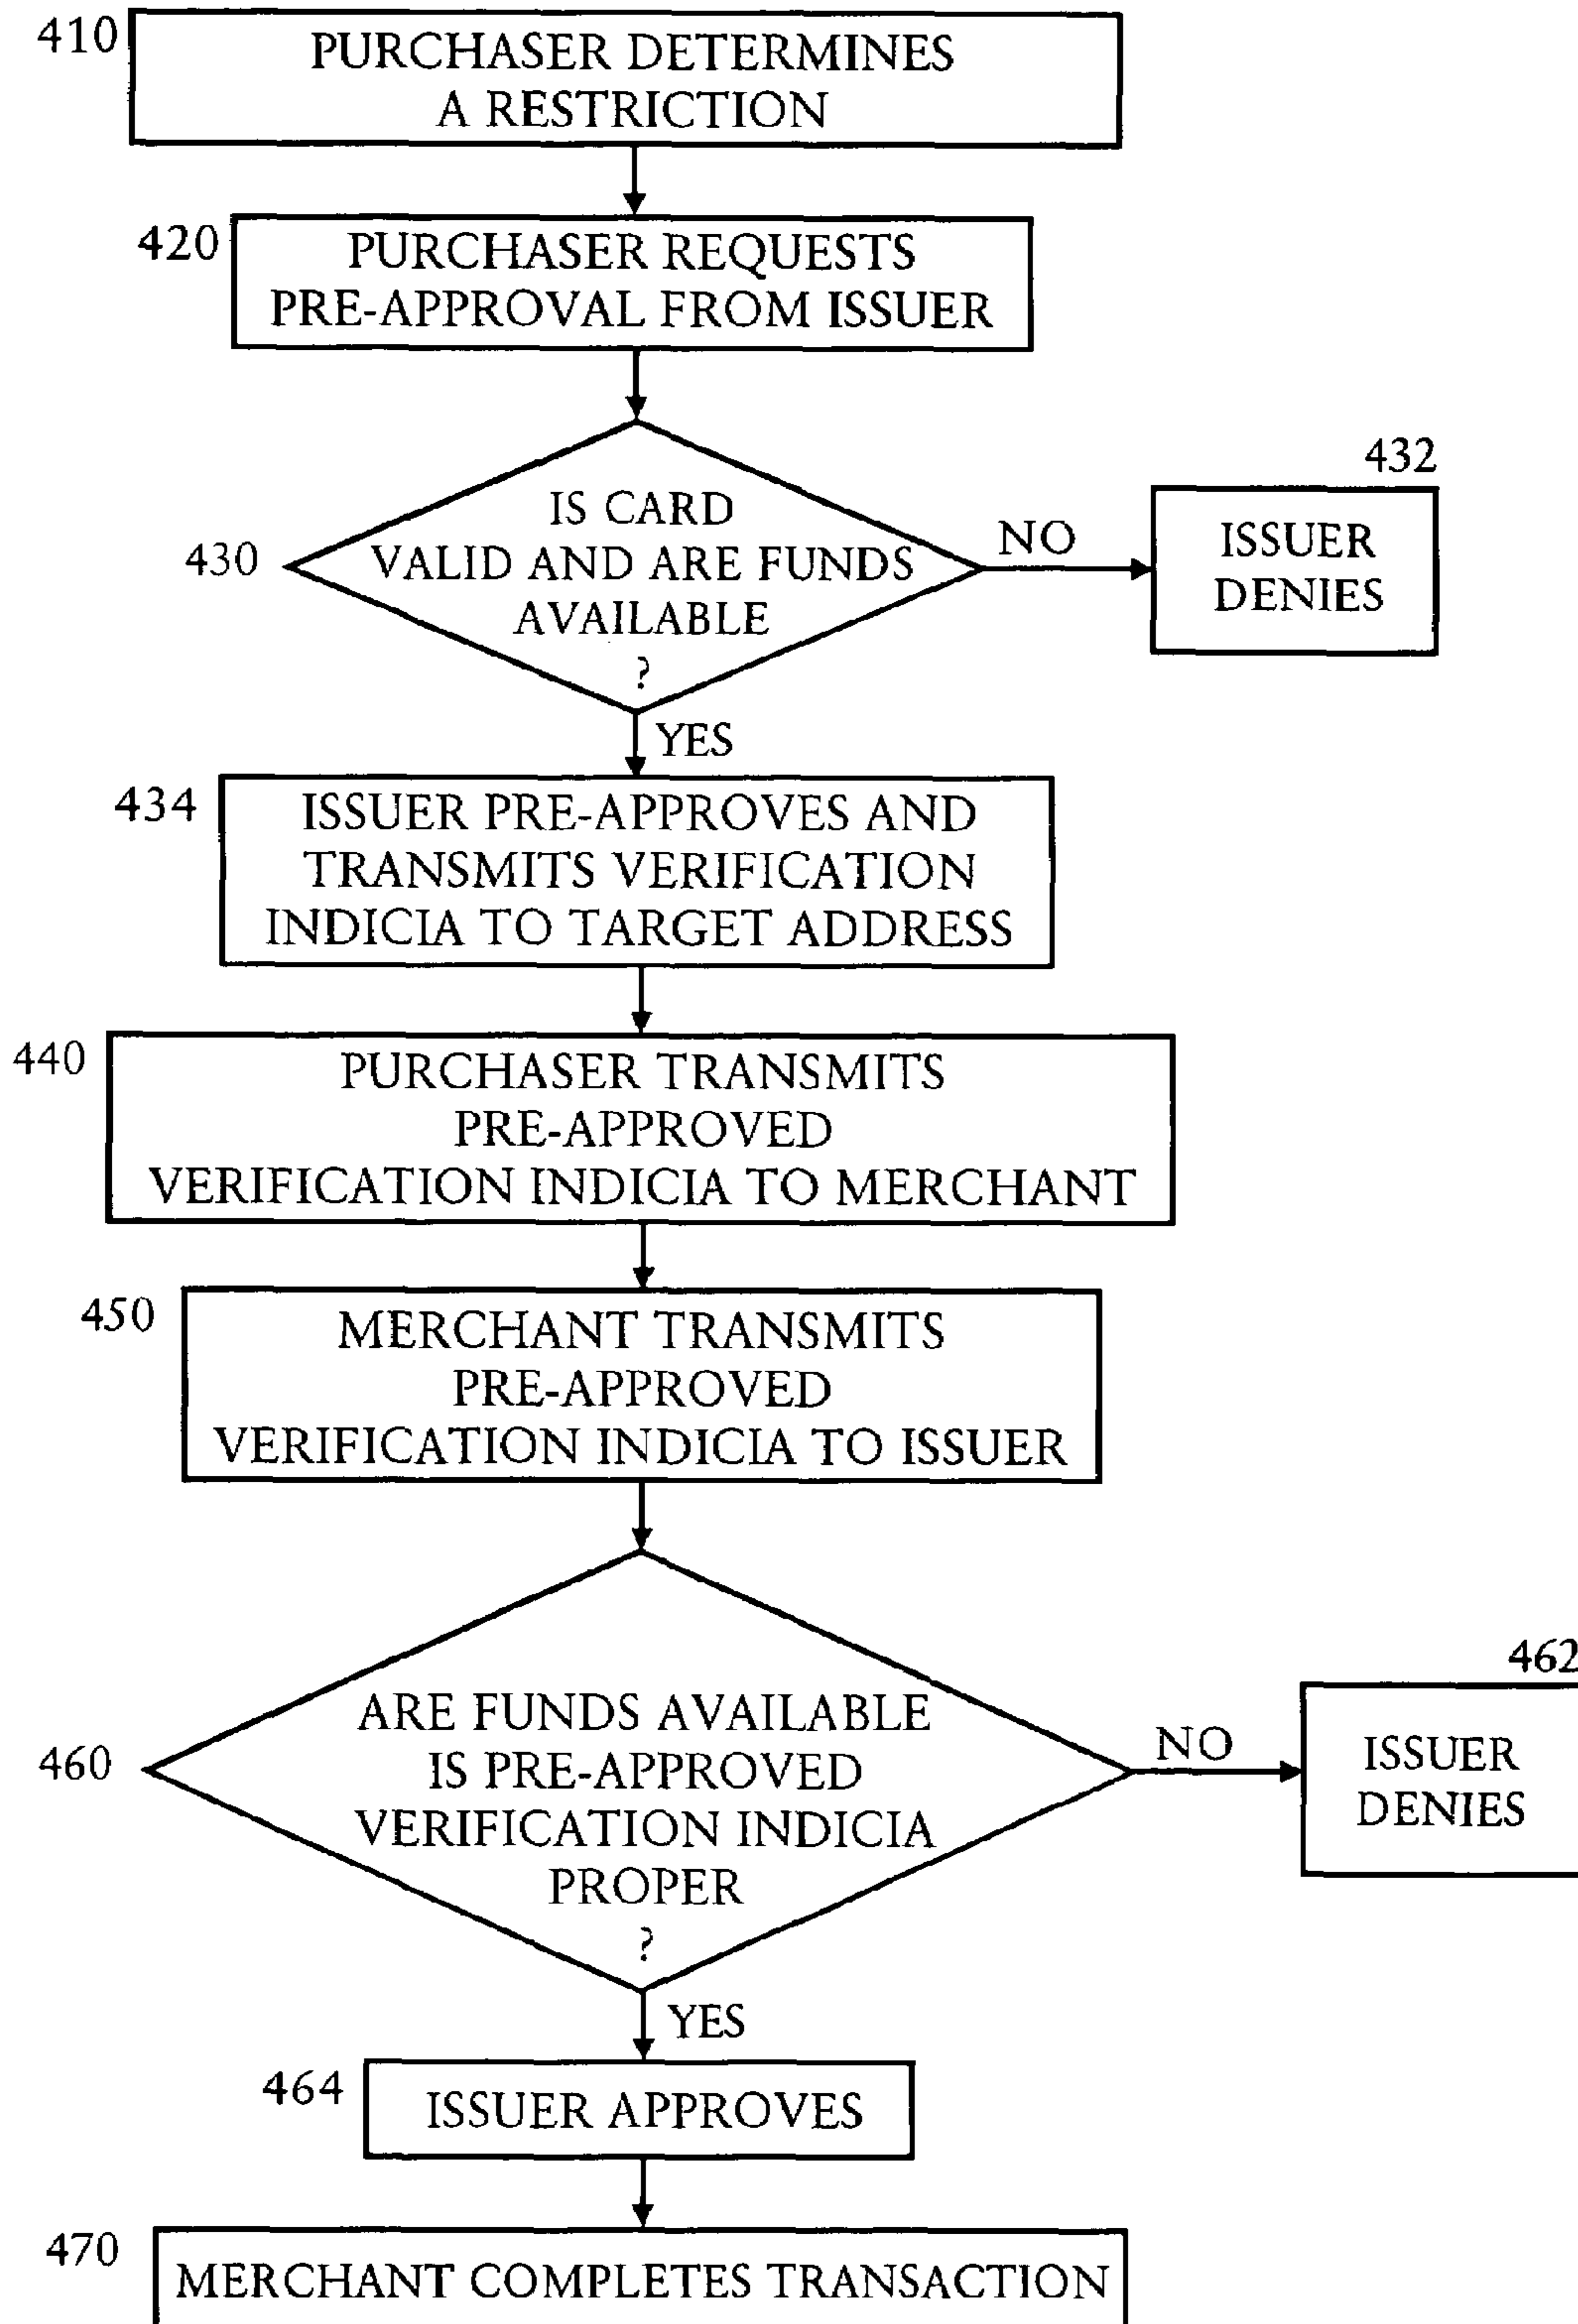 410
PURCHASER DETERMINES
A RESTRICTION
420
PURCHASER REQUESTS
PRE-APPROVAL FROM ISSUER
430
IS CARD
VALID AND ARE FUNDS
AVAILABLE
?
NO
432
ISSUER
DENIES
YES
434
ISSUER PRE-APPROVES AND
TRANSMITS VERIFICATION
INDICIA TO TARGET ADDRESS
440
PURCHASER TRANSMITS
PRE-APPROVED
VERIFICATION INDICIA TO MERCHANT
450
MERCHANT TRANSMITS
PRE-APPROVED
VERIFICATION INDICIA TO ISSUER
460
ARE FUNDS AVAILABLE
IS PRE-APPROVED
VERIFICATION INDICIA
PROPER
?
NO
462
ISSUER
DENIES
YES
464
ISSUER APPROVES
470
MERCHANT COMPLETES TRANSACTION